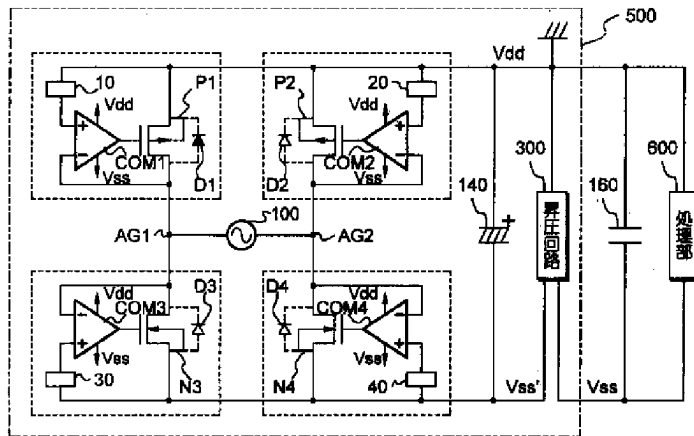 500
Vdd
10
P1
P2
20
Vdd
Vdd
COM1
COM2
300
600
Vss
D1
D2
Vss
140
160
100
昇圧回路
AG1
AG2
D3
D4
Vdd
COM3
COM4
Vdd
Vss
Vss
30
N3
N4
40
Vss'
Vss